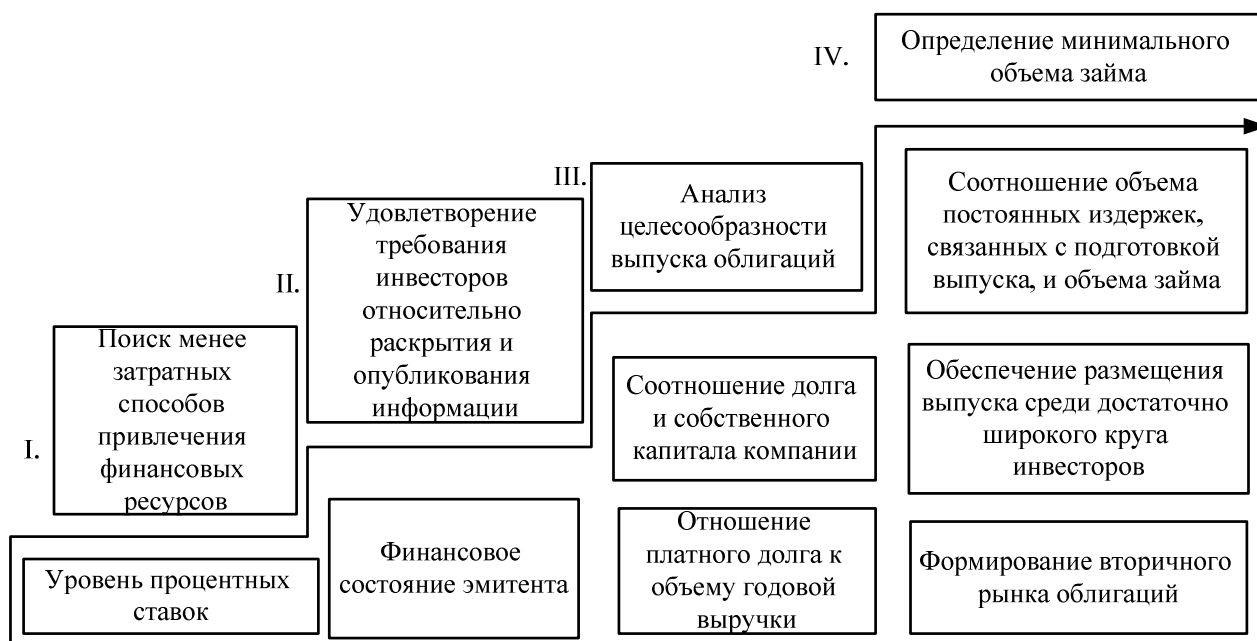 I.
Поиск менее
затратных
способов
привлечения
финансовых
ресурсов
Уровень процентных
ставок
II.
Удовлетворение
требования
инвесторов
относительно
раскрытия и
опубликования
информации
Финансовое
состояние эмитента
III.
Анализ
целесообразности
выпуска облигаций
Соотношение долга
и собственного
капитала компании
Отношение
платного долга к
объему годовой
выручки
IV.
Определение минимального
объема займа
Соотношение объема
постоянных издержек,
связанных с подготовкой
выпуска, и объема займа
Обеспечение размещения
выпуска среди достаточно
широкого круга
инвесторов
Формирование вторичного
рынка облигаций